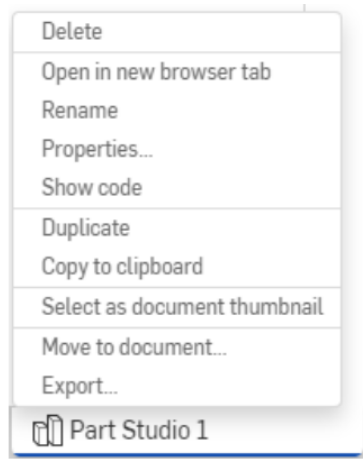 Delete
Open in new browser tab
Rename
Properties...
Show code
Duplicate
Copy to clipboard
Select as document thumbnail
Move to document...
Export...
Part Studio 1